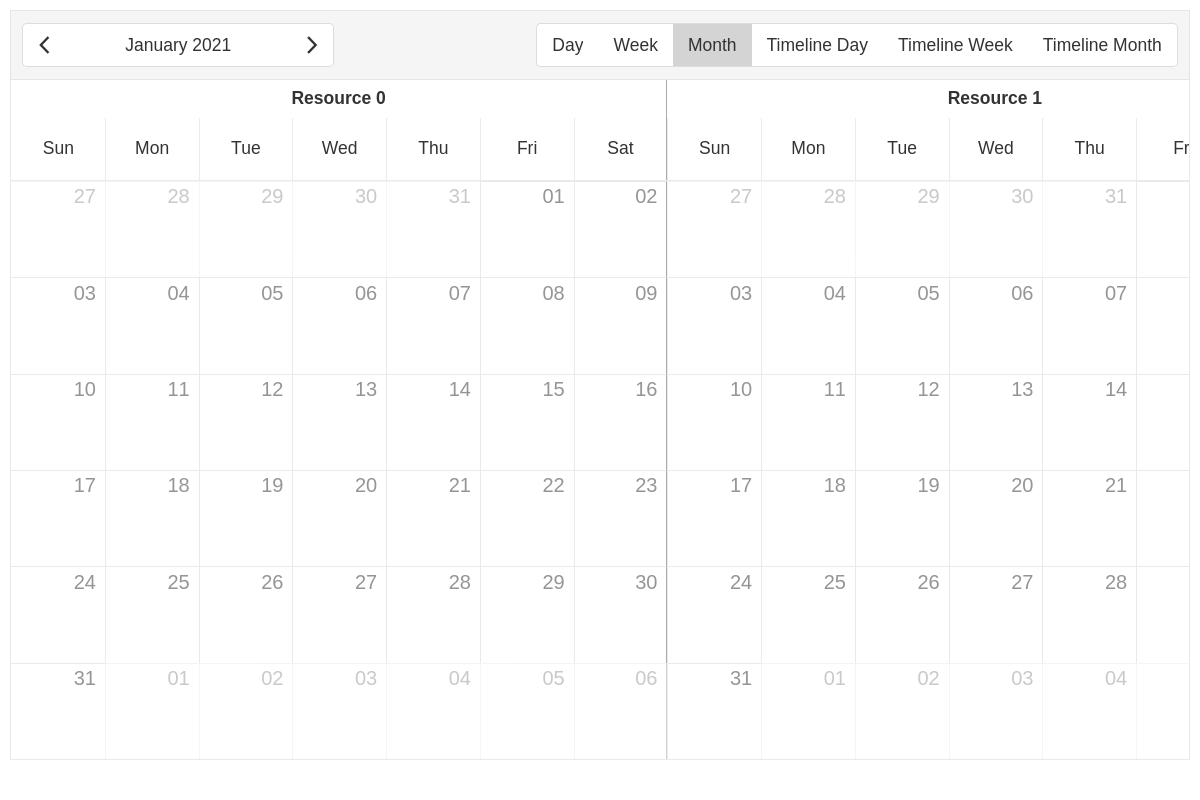 January 2021 Day Week Month Timeline Day Timeline Week Timeline Month
Resource 0 Resource 1
Sun Mon Tue Wed Thu Fri Sat Sun Mon Tue Wed Thu Fr
27 28 29 30 31 01 02 27 28 29 30 31
03 04 05 06 07 08 09 03 04 05 06 07
10 11 12 13 14 15 16 10 11 12 13 14
17 18 19 20 21 22 23 17 18 19 20 21
24 25 26 27 28 29 30 24 25 26 27 28
31 01 02 03 04 05 06 31 01 02 03 04